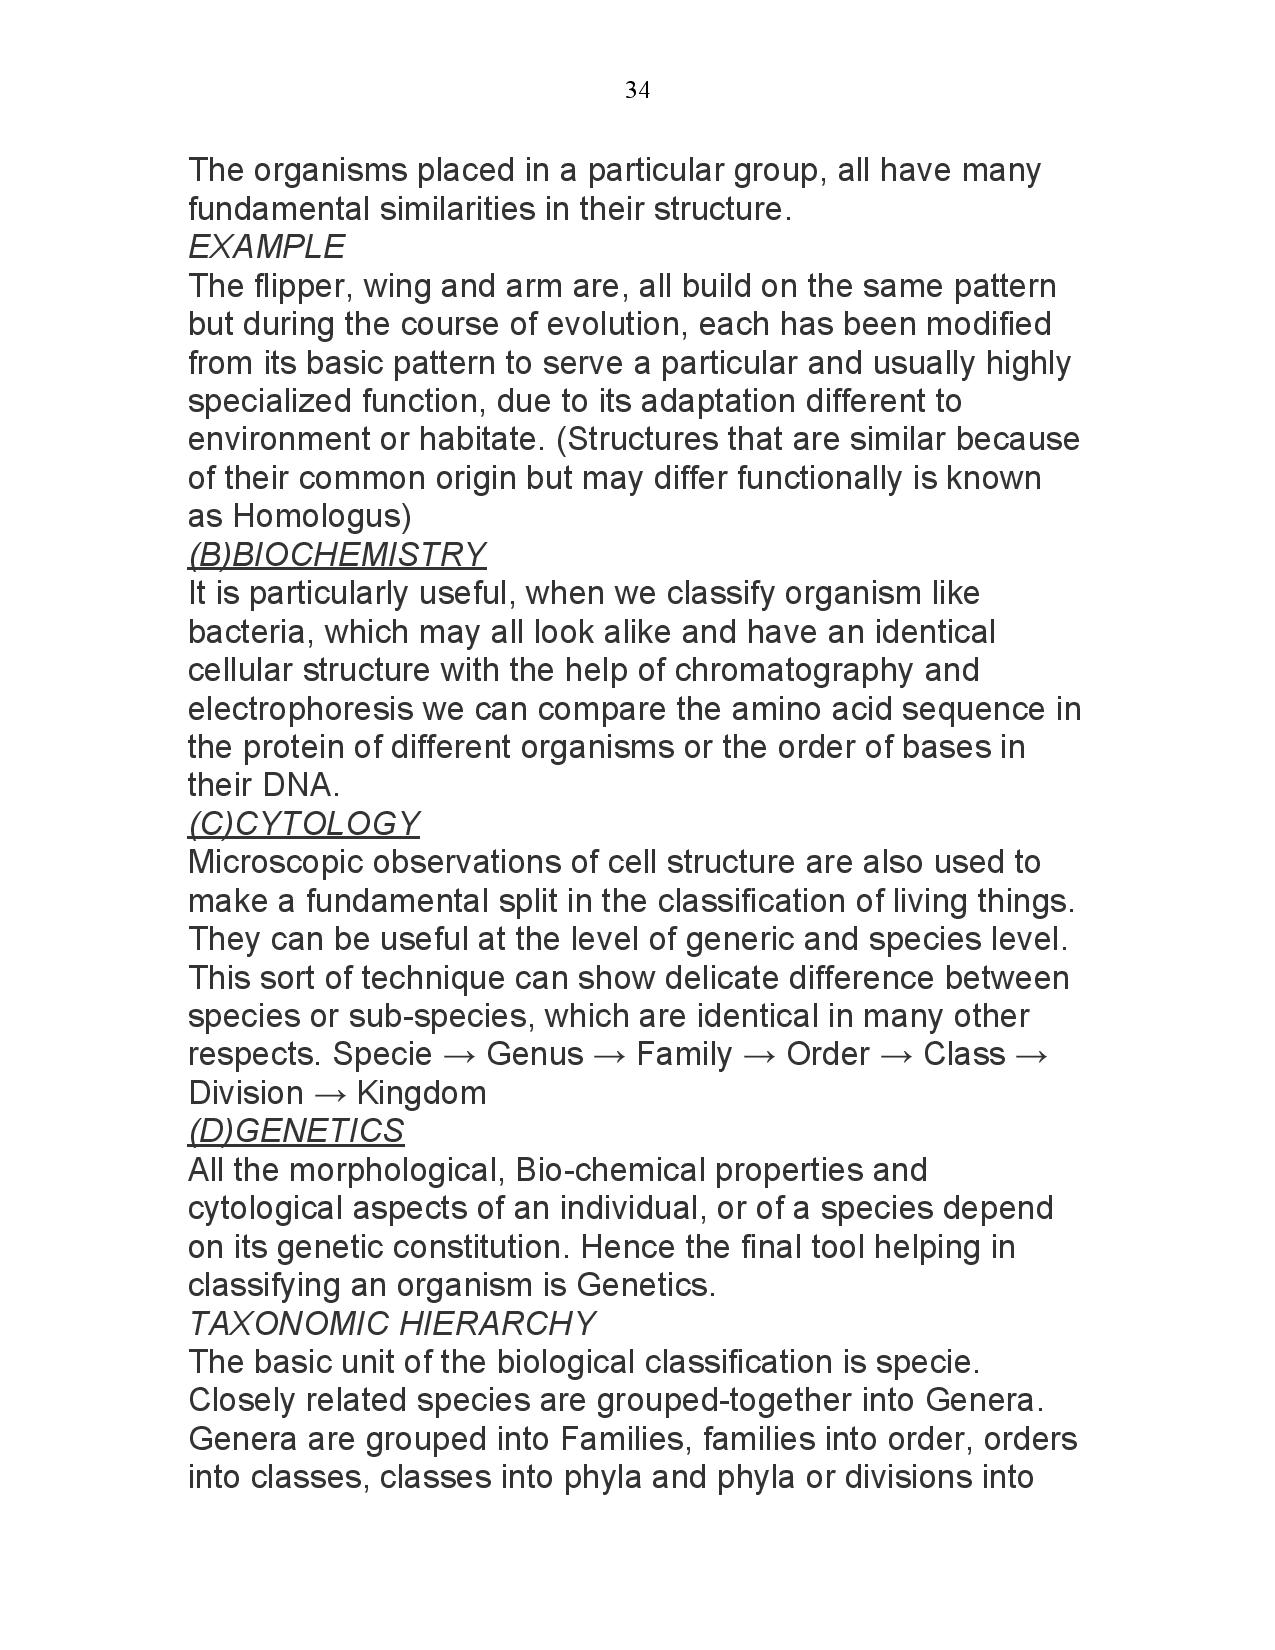 34
The organisms placed in a particular group, all have many
fundamental similarities in their structure.
EXAMPLE
The flipper, wing and arm are, all build on the same pattern
but during the course of evolution, each has been modified
from its basic pattern to serve a particular and usually highly
specialized function, due to its adaptation different to
environment or habitate. (Structures that are similar because
of their common origin but may differ functionally is known
as Homologus)
(B)BIOCHEMISTRY
It is particularly useful, when we classify organism like
bacteria, which may all look alike and have an identical
cellular structure with the help of chromatography and
electrophoresis we can compare the amino acid sequence in
the protein of different organisms or the order of bases in
their DNA.
(C)CYTOLOGY
Microscopic observations of cell structure are also used to
make a fundamental split in the classification of living things.
They can be useful at the level of generic and species level.
This sort of technique can show delicate difference between
species or sub-species, which are identical in many other
respects. Specie → Genus → Family → Order → Class →
Division → Kingdom
(D)GENETICS
All the morphological, Bio-chemical properties and
cytological aspects of an individual, or of a species depend
on its genetic constitution. Hence the final tool helping in
classifying an organism is Genetics.
TAXONOMIC HIERARCHY
The basic unit of the biological classification is specie.
Closely related species are grouped-together into Genera.
Genera are grouped into Families, families into order, orders
into classes, classes into phyla and phyla or divisions into